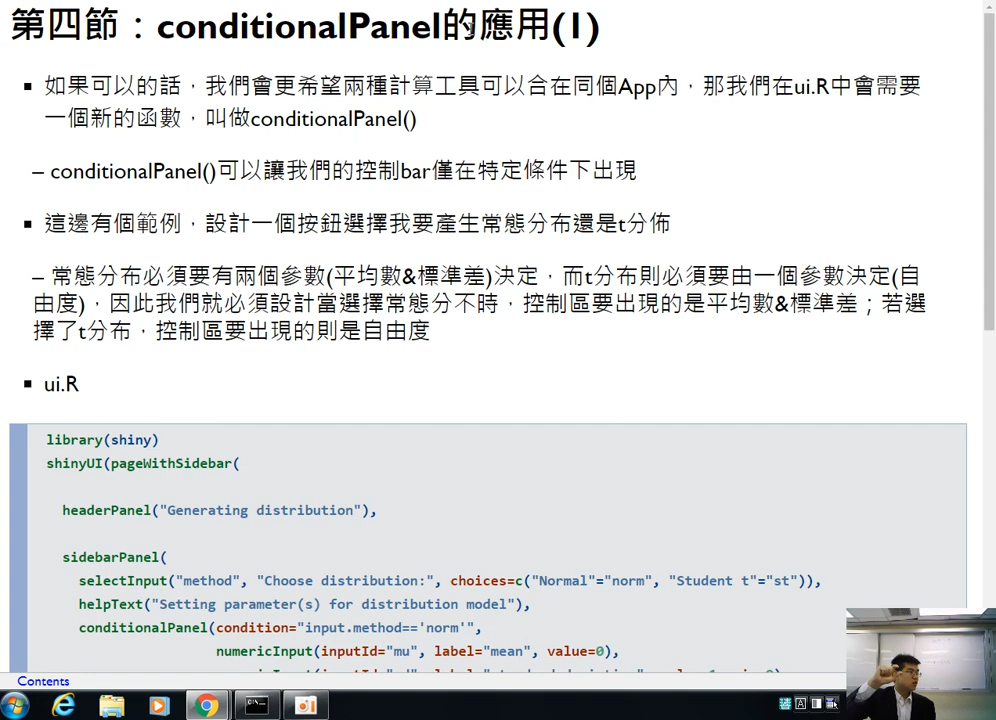 第四節：conditionalPanel的應用(1)
如果可以的話，我們會更希望兩種計算工具可以合在同個App內，那我們在ui.R中會需要
一個新的函數，叫做conditionalPanel()
– conditionalPanel()可以讓我們的控制bar僅在特定條件下出現
這邊有個範例，設計一個按鈕選擇我要產生常態分布還是t分佈
– 常態分布必須要有兩個參數(平均數&標準差)決定，而t分布則必須要由一個參數決定(自
由度)，因此我們就必須設計當選擇常態分不時，控制區要出現的是平均數&標準差；若選
擇了t分布，控制區要出現的則是自由度
ui.R
library(shiny)
shinyUI(pageWithSidebar(
headerPanel("Generating distribution"),
sidebarPanel(
selectInput("method", "Choose distribution:", choices=c("Normal"="norm", "Student t"="st")),
helpText("Setting parameter(s) for distribution model"),
conditionalPanel(condition="input.method=='norm'",
numericInput(inputId="mu", label="mean", value=0),
Contents